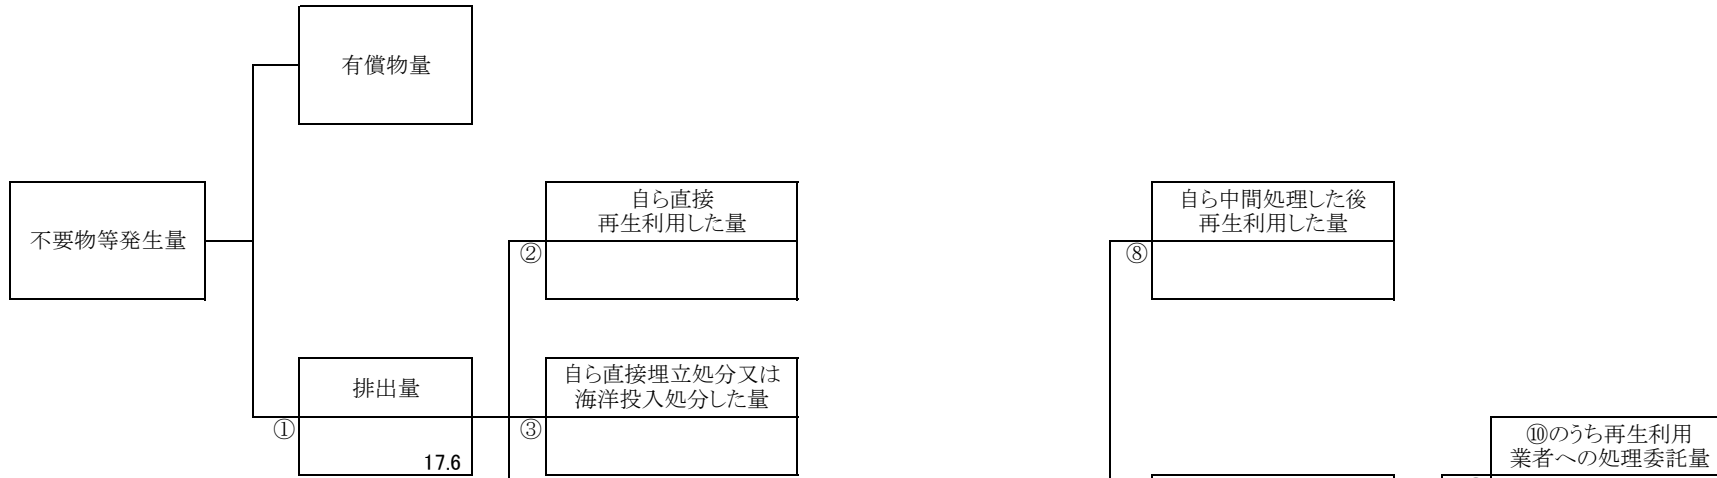 有償物量
不要物等発生量
自ら直接
再生利用した量
②
自ら中間処理した後
再生利用した量
⑧
排出量
①
17.6
自ら直接埋立処分又は
海洋投入処分した量
③
⑩のうち再生利用
業者への処理委託量